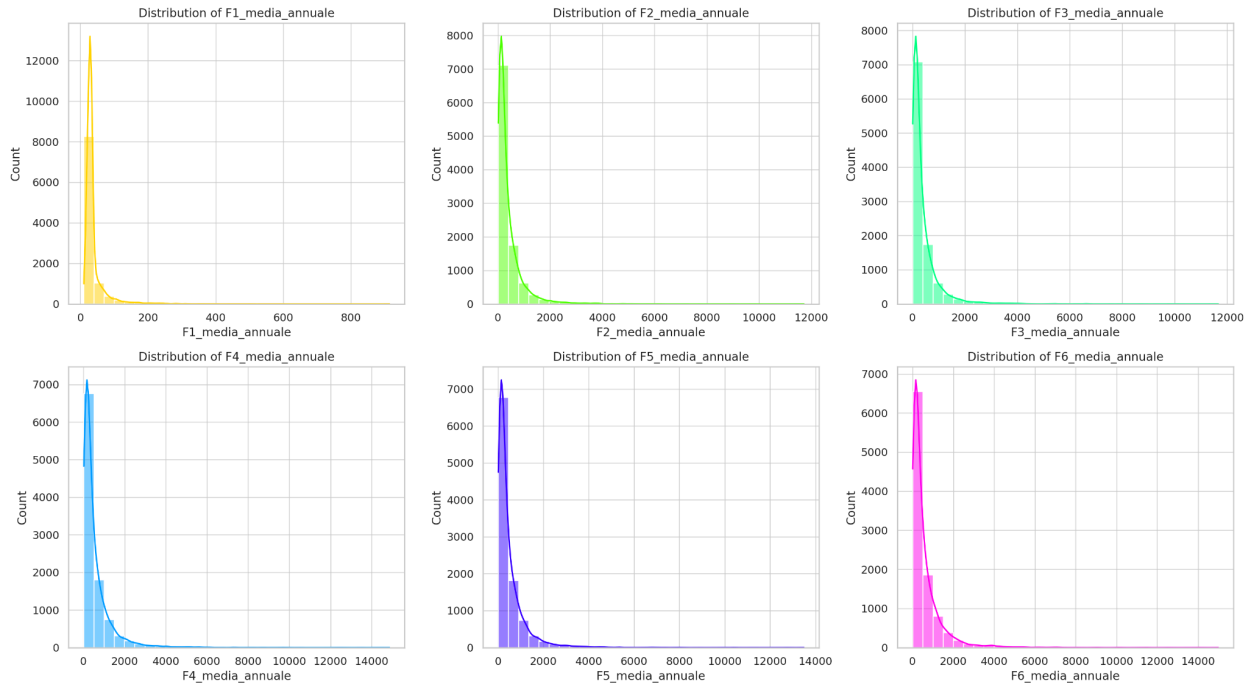 Distribution of F1_media_annuale
Count
12000
10000
8000
6000
4000
2000
0
0 200 400 600 800
F1_media_annuale
Distribution of F2_media_annuale
Count
8000
7000
6000
5000
4000
3000
2000
1000
0
0 2000 4000 6000 8000 10000 12000
F2_media_annuale
Distribution of F3_media_annuale
Count
8000
7000
6000
5000
4000
3000
2000
1000
0
0 2000 4000 6000 8000 10000 12000
F3_media_annuale
Distribution of F4_media_annuale
Count
7000
6000
5000
4000
3000
2000
1000
0
0 2000 4000 6000 8000 10000 12000 14000
F4_media_annuale
Distribution of F5_media_annuale
Count
7000
6000
5000
4000
3000
2000
1000
0
0 2000 4000 6000 8000 10000 12000 14000
F5_media_annuale
Distribution of F6_media_annuale
Count
7000
6000
5000
4000
3000
2000
1000
0
0 2000 4000 6000 8000 10000 12000 14000
F6_media_annuale